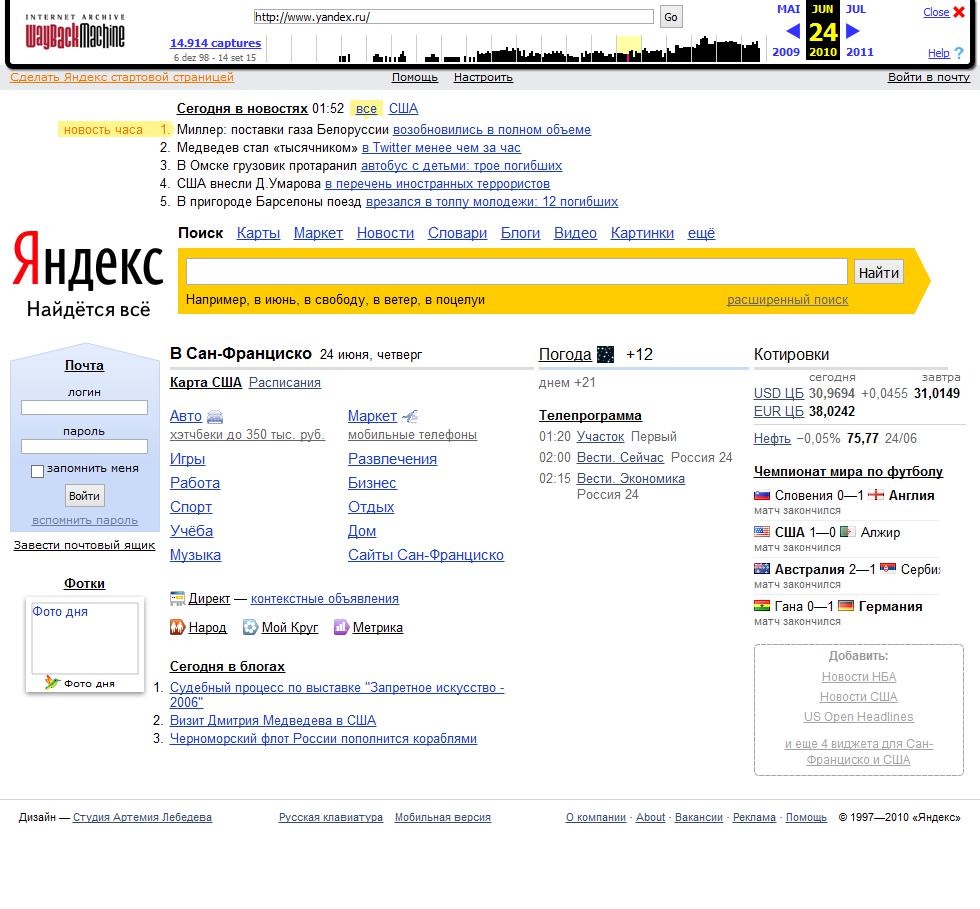 INTERNET ARCHIVE
WayBackMachine
http://www.yandex.ru/ Go
14.914 captures
6 dez 98 - 14 set 15
MAI JUN JUL
24
2009 2010 2011
Close
Help ?
Сделать Яндекс стартовой страницей Помощь Настроить Войти в почту
Сегодня в новостях 01:52 все США
новость часа 1. Миллер: поставки газа Белоруссии возобновились в полном объеме
2. Медведев стал «тысячником» в Twitter менее чем за час
3. В Омске грузовик протаранил автобус с детьми: трое погибших
4. США внесли Д.Умарова в перечень иностранных террористов
5. В пригороде Барселоны поезд врезался в толпу молодежи: 12 погибших
Поиск Карты Маркет Новости Словари Блоги Видео Картинки ещё
Яндекс
Найдётся всё
Найти
Например, в июнь, в свободу, в ветер, в поцелуи расширенный поиск
Почта
логин
пароль
запомнить меня
Войти
вспомнить пароль
Завести почтовый ящик
Фотки
Фото дня
Фото дня
В Сан-Франциско 24 июня, четверг
Карта США Расписания
Авто
хэтчбеки до 350 тыс. руб.
Игры
Работа
Спорт
Учёба
Музыка
Маркет
мобильные телефоны
Развлечения
Бизнес
Отдых
Дом
Сайты Сан-Франциско
Директ — контекстные объявления
Народ Мой Круг Метрика
Сегодня в блогах
1. Судебный процесс по выставке "Запретное искусство -
2006"
2. Визит Дмитрия Медведева в США
3. Черноморский флот России пополнится кораблями
Погода +12
днем +21
Телепрограмма
01:20 Участок Первый
02:00 Вести. Сейчас Россия 24
02:15 Вести. Экономика
Россия 24
Котировки
сегодня завтра
USD ЦБ 30,9694 +0,0455 31,0149
EUR ЦБ 38,0242
Нефть −0,05% 75,77 24/06
Чемпионат мира по футболу
Словения 0—1 Англия
матч закончился
США 1—0 Алжир
матч закончился
Австралия 2—1 Сербия
матч закончился
Гана 0—1 Германия
матч закончился
Добавить:
Новости НБА
Новости США
US Open Headlines
и еще 4 виджета для Сан-
Франциско и США
Дизайн — Студия Артемия Лебедева Русская клавиатура Мобильная версия О компании · About · Вакансии · Реклама · Помощь © 1997—2010 «Яндекс»